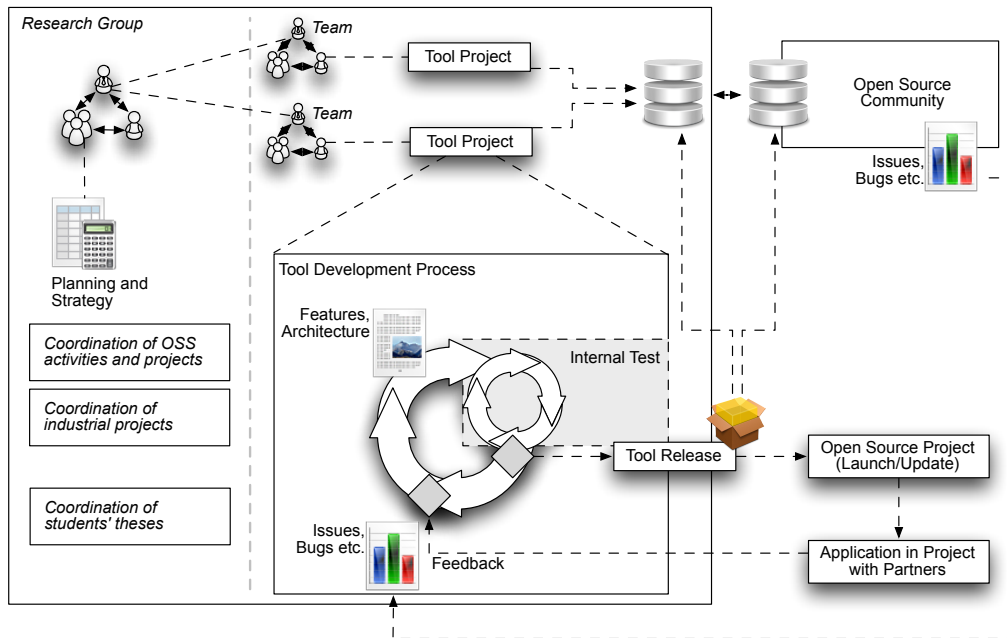 Research Group
Team
Tool Project
Team
Tool Project
Open Source
Community
Issues,
Bugs etc.
Planning and
Strategy
Coordination of OSS
activities and projects
Coordination of
industrial projects
Coordination of
students' theses
Tool Development Process
Features,
Architecture
Internal Test
Tool Release
Open Source Project
(Launch/Update)
Issues,
Bugs etc.
Feedback
Application in Project
with Partners